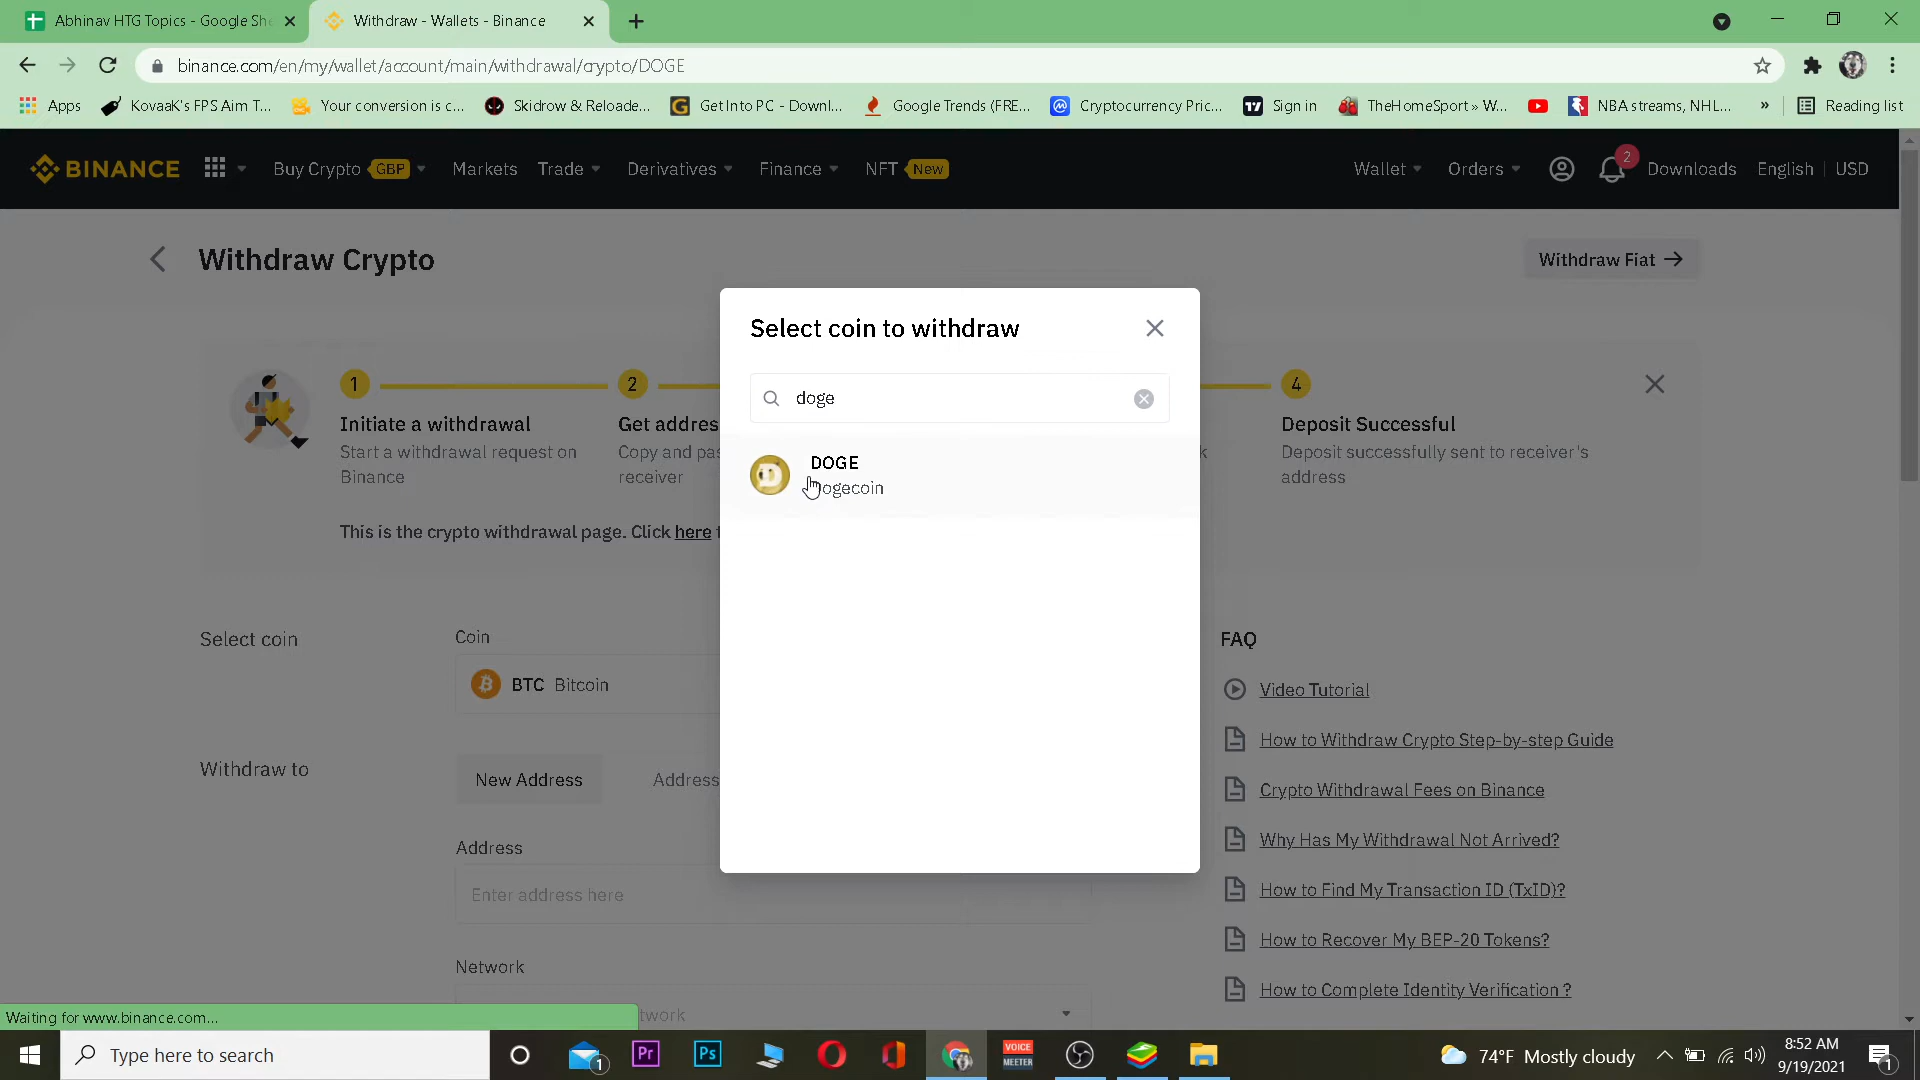 Abhinav HTG Topics - Google She
Withdraw - Wallets - Binance
binance.com/en/my/wallet/account/main/withdrawal/crypto/DOGE
Apps KovaaK's FPS Aim T... Your conversion is c... Skidrow & Reloade... Get Into PC - Downl... Google Trends (FRE... Cryptocurrency Pric... Sign in TheHomeSport » W... NBA streams, NHL... » Reading list
BINANCE Buy Crypto GBP Markets Trade Derivatives Finance NFT New Wallet Orders 2 Downloads English USD
Withdraw Crypto
Withdraw Fiat →
Select coin to withdraw
doge
DOGE
Dogecoin
1 2 4
Initiate a withdrawal
Start a withdrawal request on
Binance
Get addres
Copy and pa
receiver
Deposit Successful
Deposit successfully sent to receiver's
address
This is the crypto withdrawal page. Click here
Select coin
Coin
BTC Bitcoin
Withdraw to
New Address Address
Address
Enter address here
Network
twork
FAQ
Video Tutorial
How to Withdraw Crypto Step-by-step Guide
Crypto Withdrawal Fees on Binance
Why Has My Withdrawal Not Arrived?
How to Find My Transaction ID (TxID)?
How to Recover My BEP-20 Tokens?
How to Complete Identity Verification ?
Waiting for www.binance.com...
Type here to search
1
Pr
Ps
VOICE
MEETER
74°F Mostly cloudy
8:52 AM
9/19/2021
1